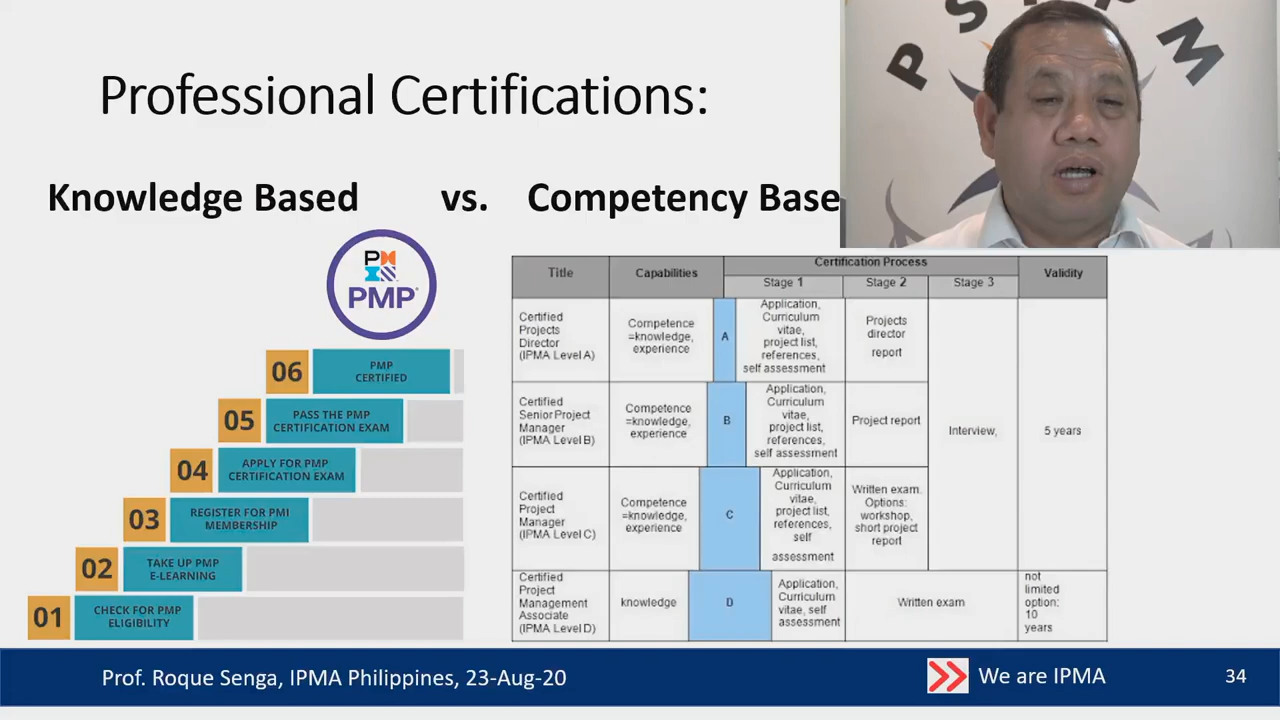 P S P M
Professional Certifications:
Knowledge Based vs. Competency Base
PM
PMP®
06 PMP
CERTIFIED
05 PASS THE PMP
CERTIFICATION EXAM
04 APPLY FOR PMP
CERTIFICATION EXAM
03 REGISTER FOR PMI
MEMBERSHIP
02 TAKE UP PMP
E-LEARNING
01 CHECK FOR PMP
ELIGIBILITY
Title
Capabilities
Certification Process
Stage 1
Stage 2
Stage 3
Validity
Certified
Projects
Director
(IPMA Level A)
Competence
=knowledge,
experience
A
Application,
Curriculum
vitae,
project list,
references,
self assessment
Projects
director
report
Certified
Senior Project
Manager
(IPMA Level B)
Competence
=knowledge,
experience
B
Application,
Curriculum
vitae,
project list,
references,
self assessment
Project report
Interview,
5 years
Certified
Project
Manager
(IPMA Level C)
Competence
=knowledge,
experience
C
Application,
Curriculum
vitae,
project list,
references,
self
assessment
Written exam.
Options:
workshop,
short project
report
Certified
Project
Management
Associate
(IPMA Level D)
knowledge
D
Application,
Curriculum
vitae, self
assessment
Written exam
not
limited
option:
10
years
Prof. Roque Senga, IPMA Philippines, 23-Aug-20
We are IPMA
34